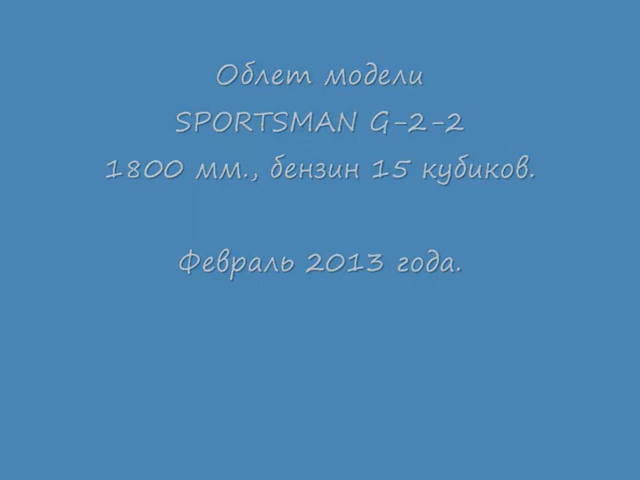 Облет модели
SPORTSMAN G-2-2
1800 мм., бензин 15 кубиков.
Февраль 2013 года.